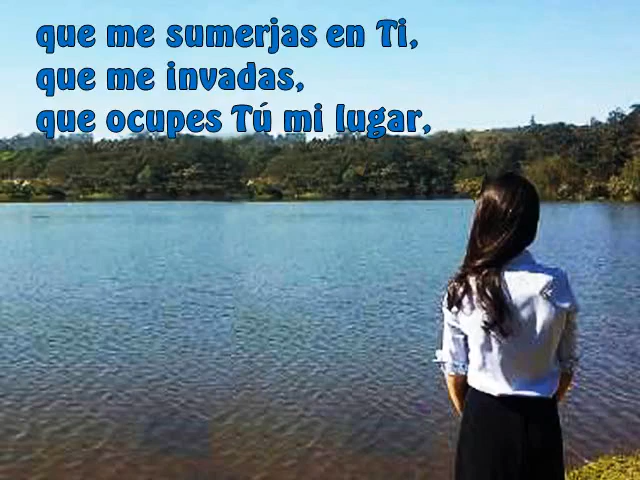 que me sumerjas en Ti,
que me invadas,
que ocupes Tú mi lugar,